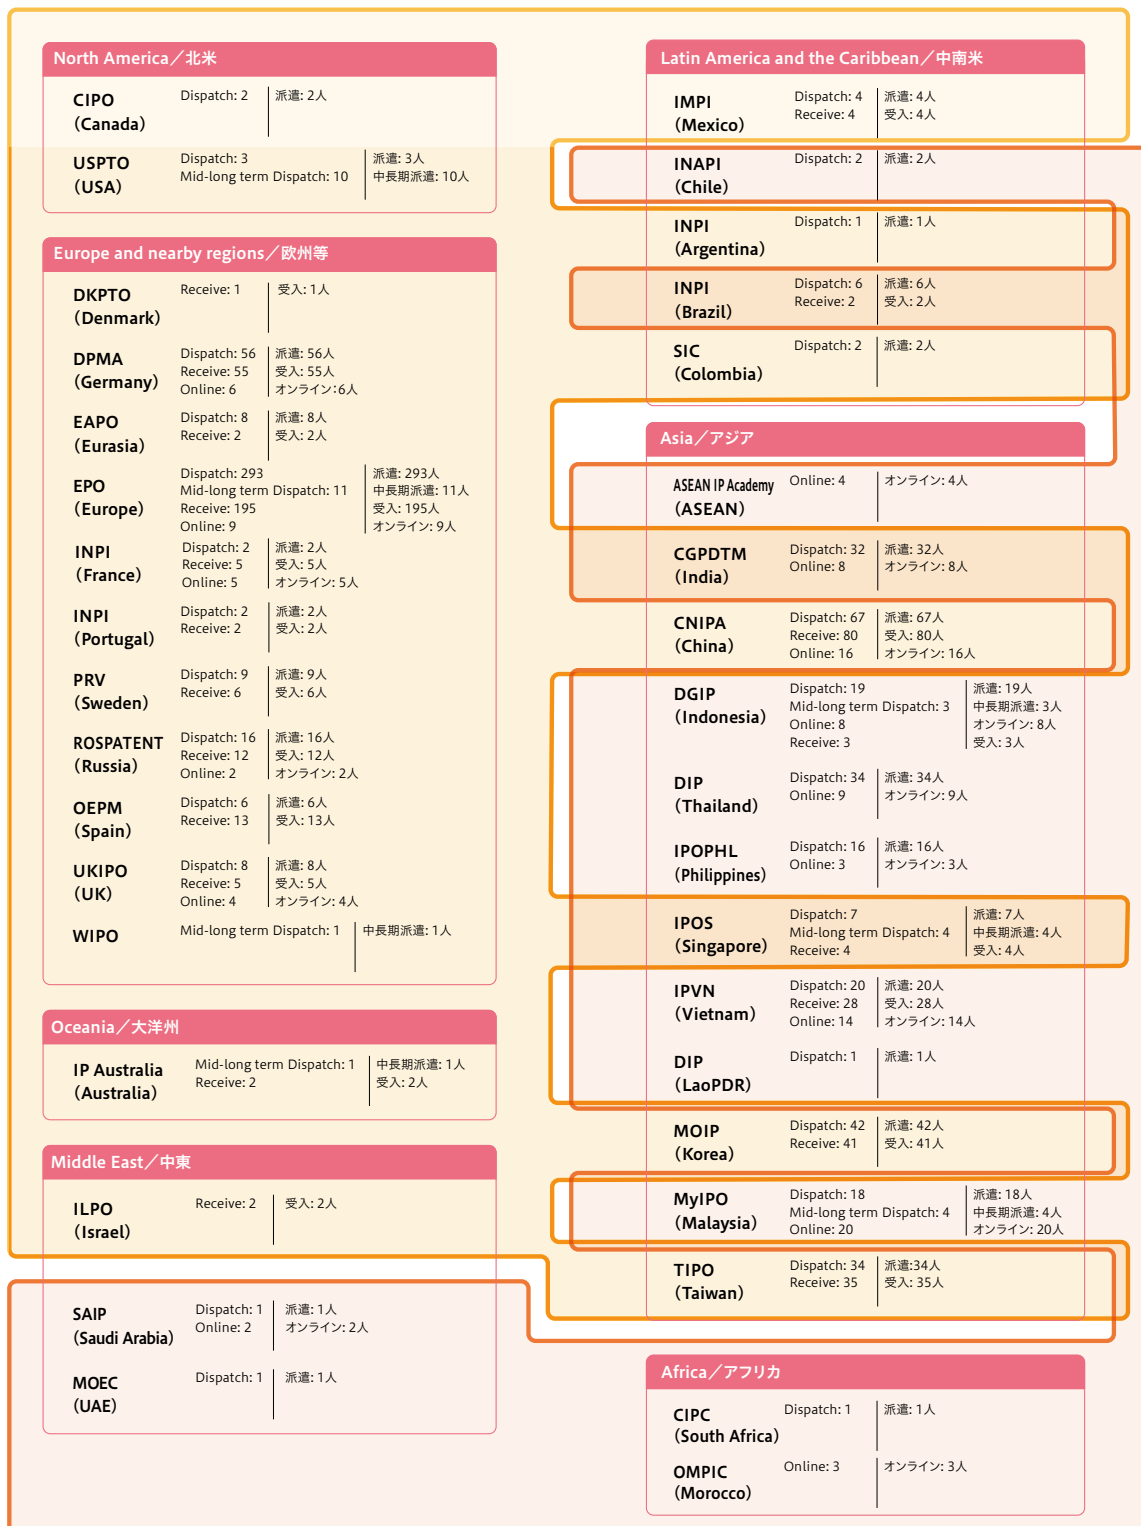 North America／北米
CIPO
(Canada)
Dispatch: 2
派遣: 2人
USPTO
(USA)
Dispatch: 3
Mid-long term Dispatch: 10
派遣: 3人
中長期派遣: 10人
Europe and nearby regions／欧州等
DKPTO
(Denmark)
Receive: 1
受入: 1人
DPMA
(Germany)
Dispatch: 56
Receive: 55
Online: 6
派遣: 56人
受入: 55人
オンライン:6人
EAPO
(Eurasia)
Dispatch: 8
Receive: 2
派遣: 8人
受入: 2人
EPO
(Europe)
Dispatch: 293
Mid-long term Dispatch: 11
Receive: 195
Online: 9
派遣: 293人
中長期派遣: 11人
受入: 195人
オンライン: 9人
INPI
(France)
Dispatch: 2
Receive: 5
Online: 5
派遣: 2人
受入: 5人
オンライン: 5人
INPI
(Portugal)
Dispatch: 2
Receive: 2
派遣: 2人
受入: 2人
PRV
(Sweden)
Dispatch: 9
Receive: 6
派遣: 9人
受入: 6人
ROSPATENT
(Russia)
Dispatch: 16
Receive: 12
Online: 2
派遣: 16人
受入: 12人
オンライン: 2人
OEPM
(Spain)
Dispatch: 6
Receive: 13
派遣: 6人
受入: 13人
UKIPO
(UK)
Dispatch: 8
Receive: 5
Online: 4
派遣: 8人
受入: 5人
オンライン: 4人
WIPO
Mid-long term Dispatch: 1
中長期派遣: 1人
Oceania／大洋州
IP Australia
(Australia)
Mid-long term Dispatch: 1
Receive: 2
中長期派遣: 1人
受入: 2人
Middle East／中東
ILPO
(Israel)
Receive: 2
受入: 2人
SAIP
(Saudi Arabia)
Dispatch: 1
Online: 2
派遣: 1人
オンライン: 2人
MOEC
(UAE)
Dispatch: 1
派遣: 1人
Latin America and the Caribbean／中南米
IMPI
(Mexico)
Dispatch: 4
Receive: 4
派遣: 4人
受入: 4人
INAPI
(Chile)
Dispatch: 2
派遣: 2人
INPI
(Argentina)
Dispatch: 1
派遣: 1人
INPI
(Brazil)
Dispatch: 6
Receive: 2
派遣: 6人
受入: 2人
SIC
(Colombia)
Dispatch: 2
派遣: 2人
Asia／アジア
ASEAN IP Academy
(ASEAN)
Online: 4
オンライン: 4人
CGPDTM
(India)
Dispatch: 32
Online: 8
派遣: 32人
オンライン: 8人
CNIPA
(China)
Dispatch: 67
Receive: 80
Online: 16
派遣: 67人
受入: 80人
オンライン: 16人
DGIP
(Indonesia)
Dispatch: 19
Mid-long term Dispatch: 3
Online: 8
Receive: 3
派遣: 19人
中長期派遣: 3人
オンライン: 8人
受入: 3人
DIP
(Thailand)
Dispatch: 34
Online: 9
派遣: 34人
オンライン: 9人
IPOPHL
(Philippines)
Dispatch: 16
Online: 3
派遣: 16人
オンライン: 3人
IPOS
(Singapore)
Dispatch: 7
Mid-long term Dispatch: 4
Receive: 4
派遣: 7人
中長期派遣: 4人
受入: 4人
IPVN
(Vietnam)
Dispatch: 20
Receive: 28
Online: 14
派遣: 20人
受入: 28人
オンライン: 14人
DIP
(LaoPDR)
Dispatch: 1
派遣: 1人
MOIP
(Korea)
Dispatch: 42
Receive: 41
派遣: 42人
受入: 41人
MyIPO
(Malaysia)
Dispatch: 18
Mid-long term Dispatch: 4
Online: 20
派遣: 18人
中長期派遣: 4人
オンライン: 20人
TIPO
(Taiwan)
Dispatch: 34
Receive: 35
派遣:34人
受入: 35人
Africa／アフリカ
CIPC
(South Africa)
Dispatch: 1
派遣: 1人
OMPIC
(Morocco)
Online: 3
オンライン: 3人